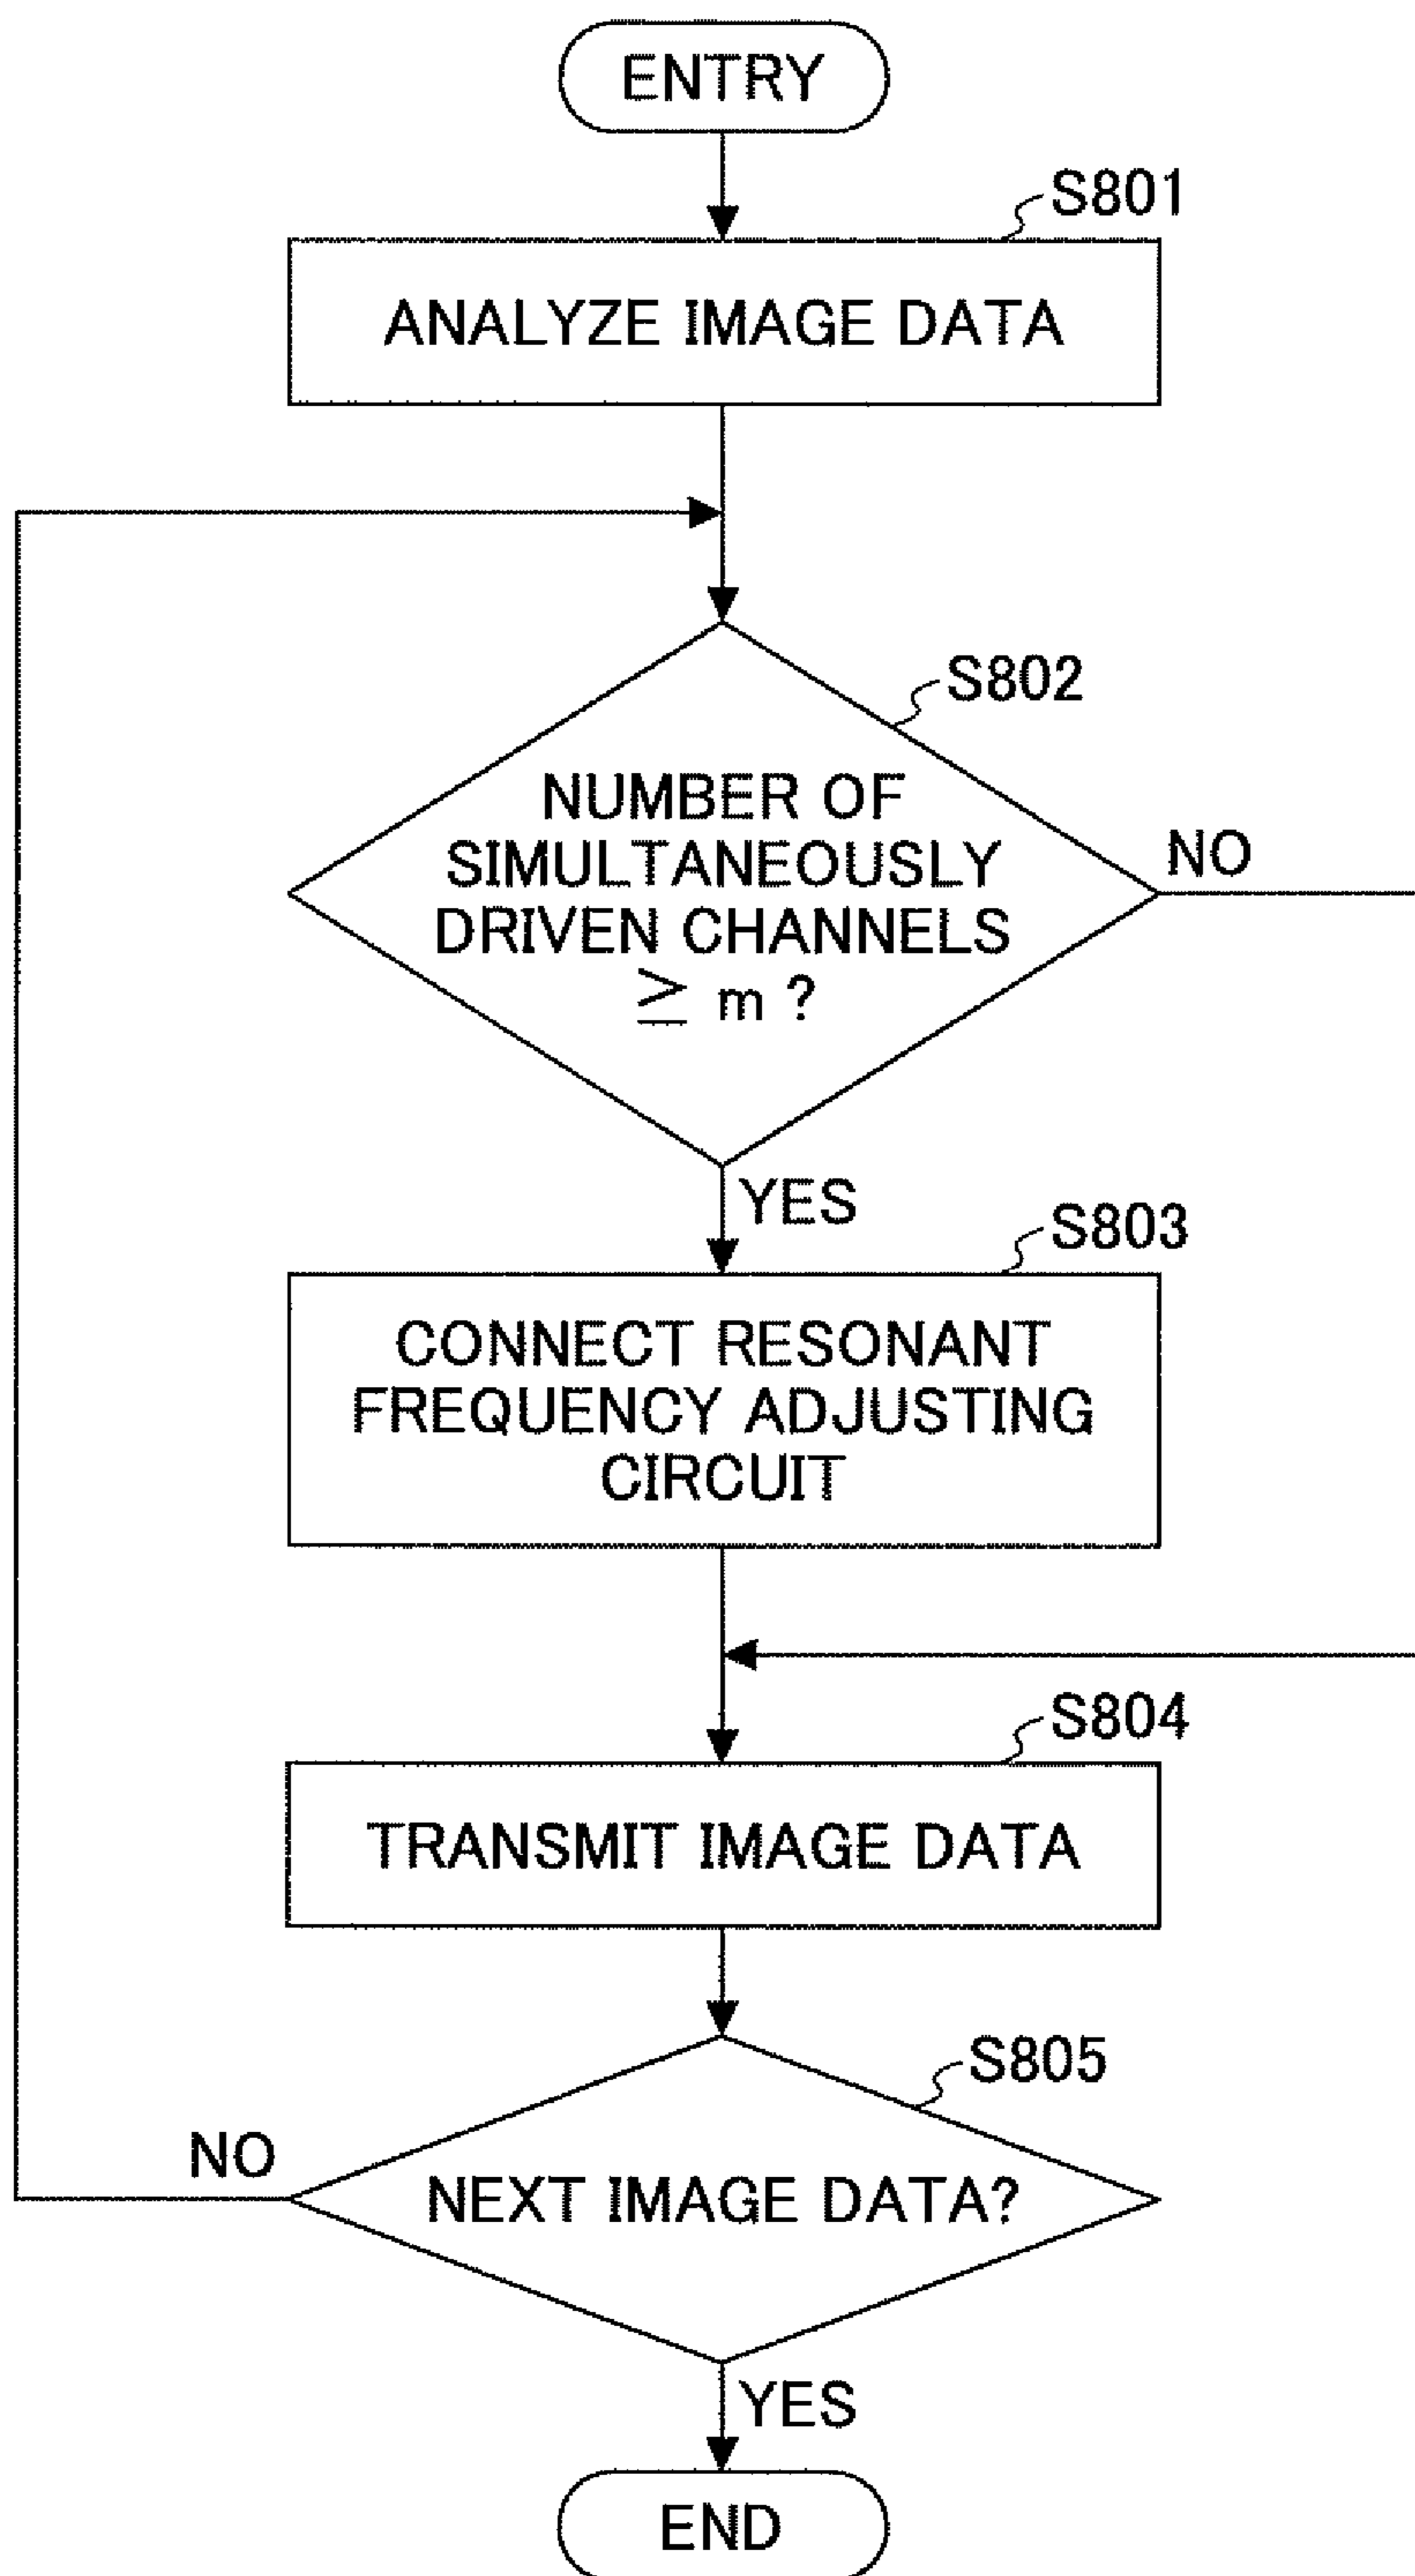 ENTRY
S801
ANALYZE IMAGE DATA
S802
NUMBER OF
SIMULTANEOUSLY
DRIVEN CHANNELS
≧ m ?
NO
YES
S803
CONNECT RESONANT
FREQUENCY ADJUSTING
CIRCUIT
S804
TRANSMIT IMAGE DATA
S805
NO
NEXT IMAGE DATA?
YES
END